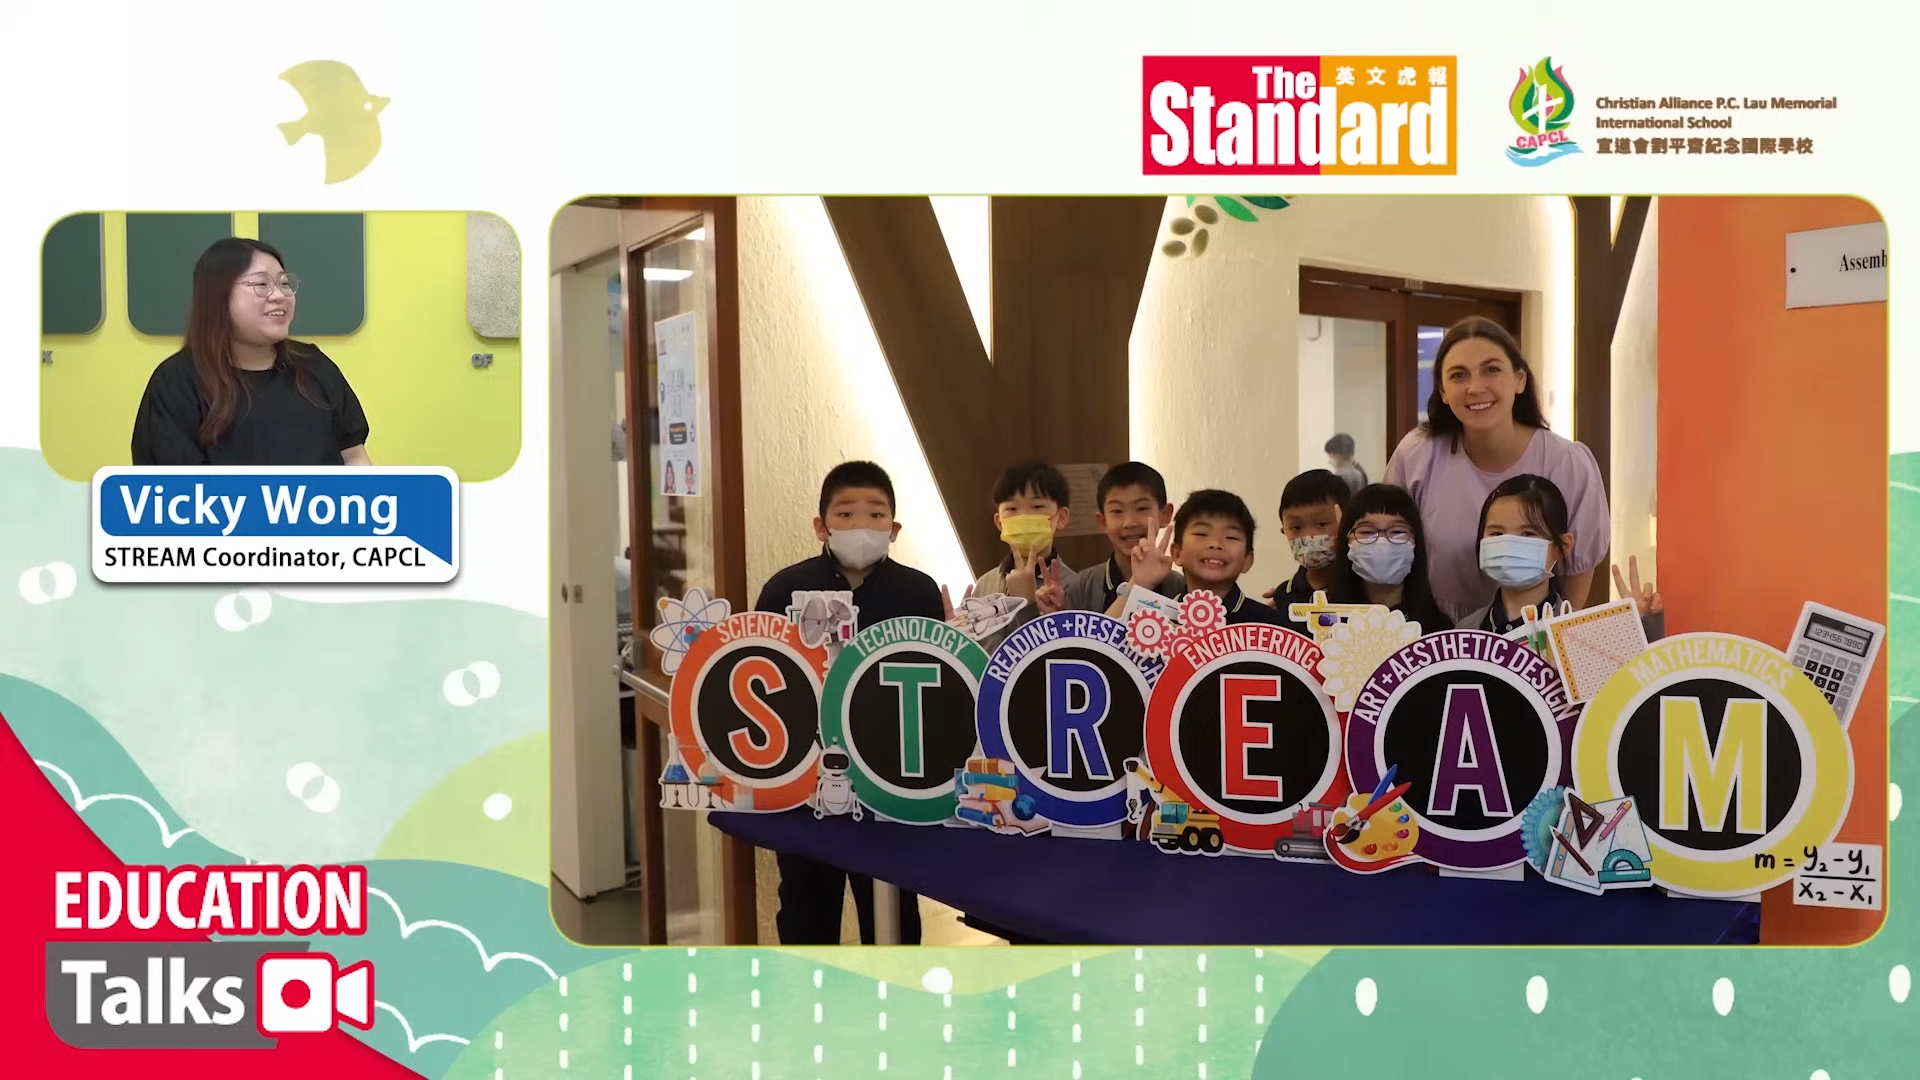 The
英文虎報
Standard
CAPCL
Christian Alliance P.C. Lau Memorial
International School
宣道會劉平齋紀念國際學校
K
OF
Vicky Wong
STREAM Coordinator, CAPCL
Assemb
SCIENCE
TECHNOLOGY
READING +RESEARCH
ENGINEERING
ART+AESTHETIC DESIGN
MATHEMATICS
1234567890
S T R E A M
m = y₂-y₁
x₂-x₁
EDUCATION
Talks